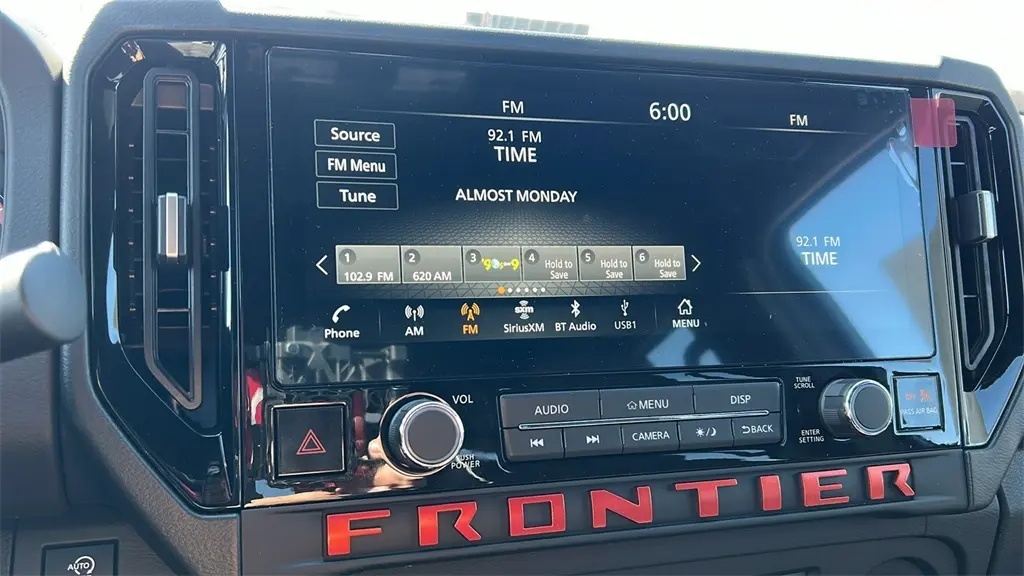 FM
6:00
FM
Source
92.1 FM
TIME
FM Menu
Tune
ALMOST MONDAY
92.1 FM
TIME
1
102.9 FM
2
620 AM
3
4
Hold to
Save
5
Hold to
Save
6
Hold to
Save
Phone
AM
FM
sxm
SiriusXM
BT Audio
USB1
MENU
VOL
PUSH
POWER
AUDIO
MENU
DISP
CAMERA
BACK
TUNE
SCROLL
ENTER
SETTING
OFF
PASS AIR BAG
FRONTIER
AUTO